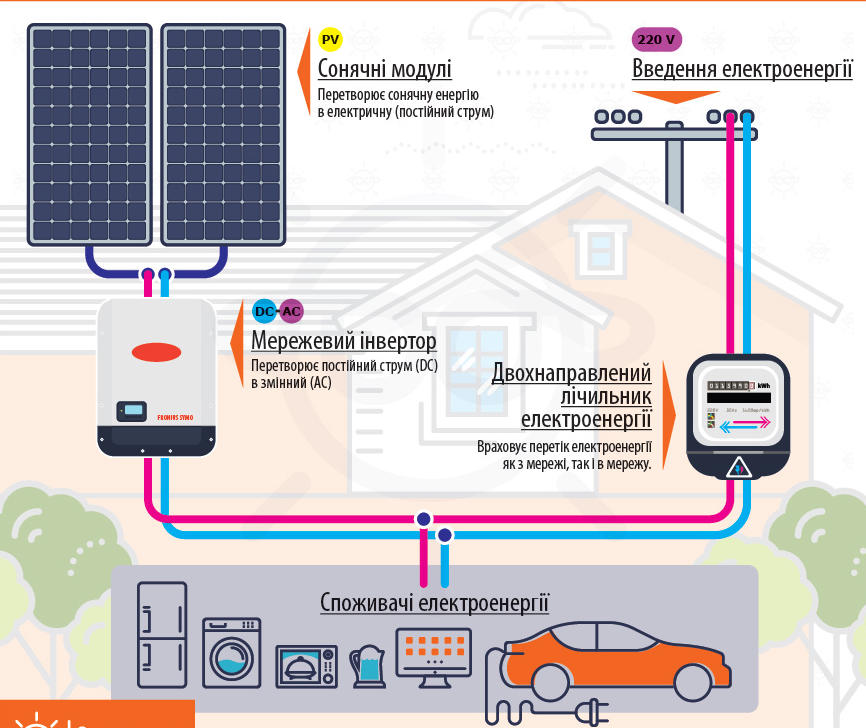 PV
Сонячні модулі
Перетворює сонячну енергію
в електричну (постійний струм)
220 V
Введення електроенергії
DC-AC
Мережевий інвертор
Перетворює постійний струм (DC)
в змінний (AC)
FRONIUS SYMO
Двохнаправлений
лічильник
електроенергії
Враховує перетік електроенергії
як з мережі, так і в мережу.
kWh
220V
Споживачі електроенергії